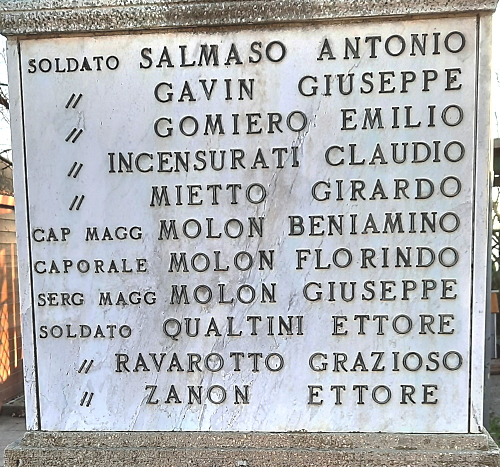 SOLDATO SALMASO ANTONIO
〃 GAVIN GIUSEPPE
〃 GOMIERO EMILIO
〃 INCENSURATI CLAUDIO
〃 MIETTO GIRARDO
CAP MAGG MOLON BENIAMINO
CAPORALE MOLON FLORINDO
SERG MAGG MOLON GIUSEPPE
SOLDATO QUALTINI ETTORE
〃 RAVAROTTO GRAZIOSO
〃 ZANON ETTORE